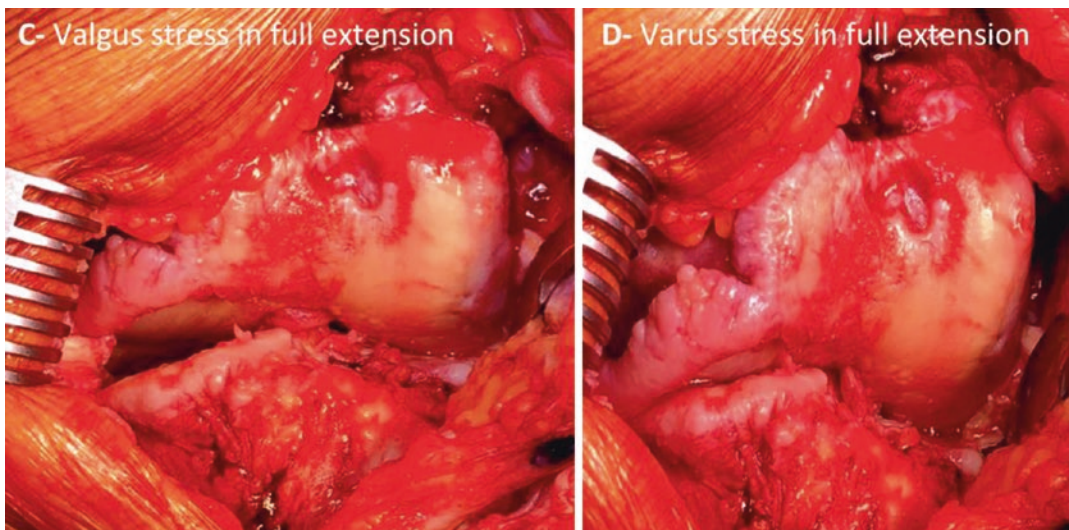 C- Valgus stress in full extension
D- Varus stress in full extension